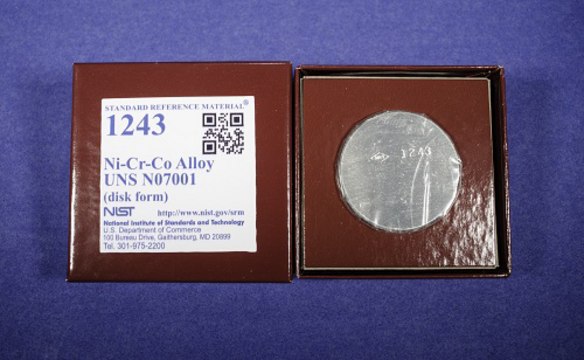 STANDARD REFERENCE MATERIAL®
1243
Ni-Cr-Co Alloy
UNS N07001
(disk form)
NIST http://www.nist.gov/srm
National Institute of Standards and Technology
U.S. Department of Commerce
100 Bureau Drive, Gaithersburg, MD 20899
Tel. 301-975-2200
1243